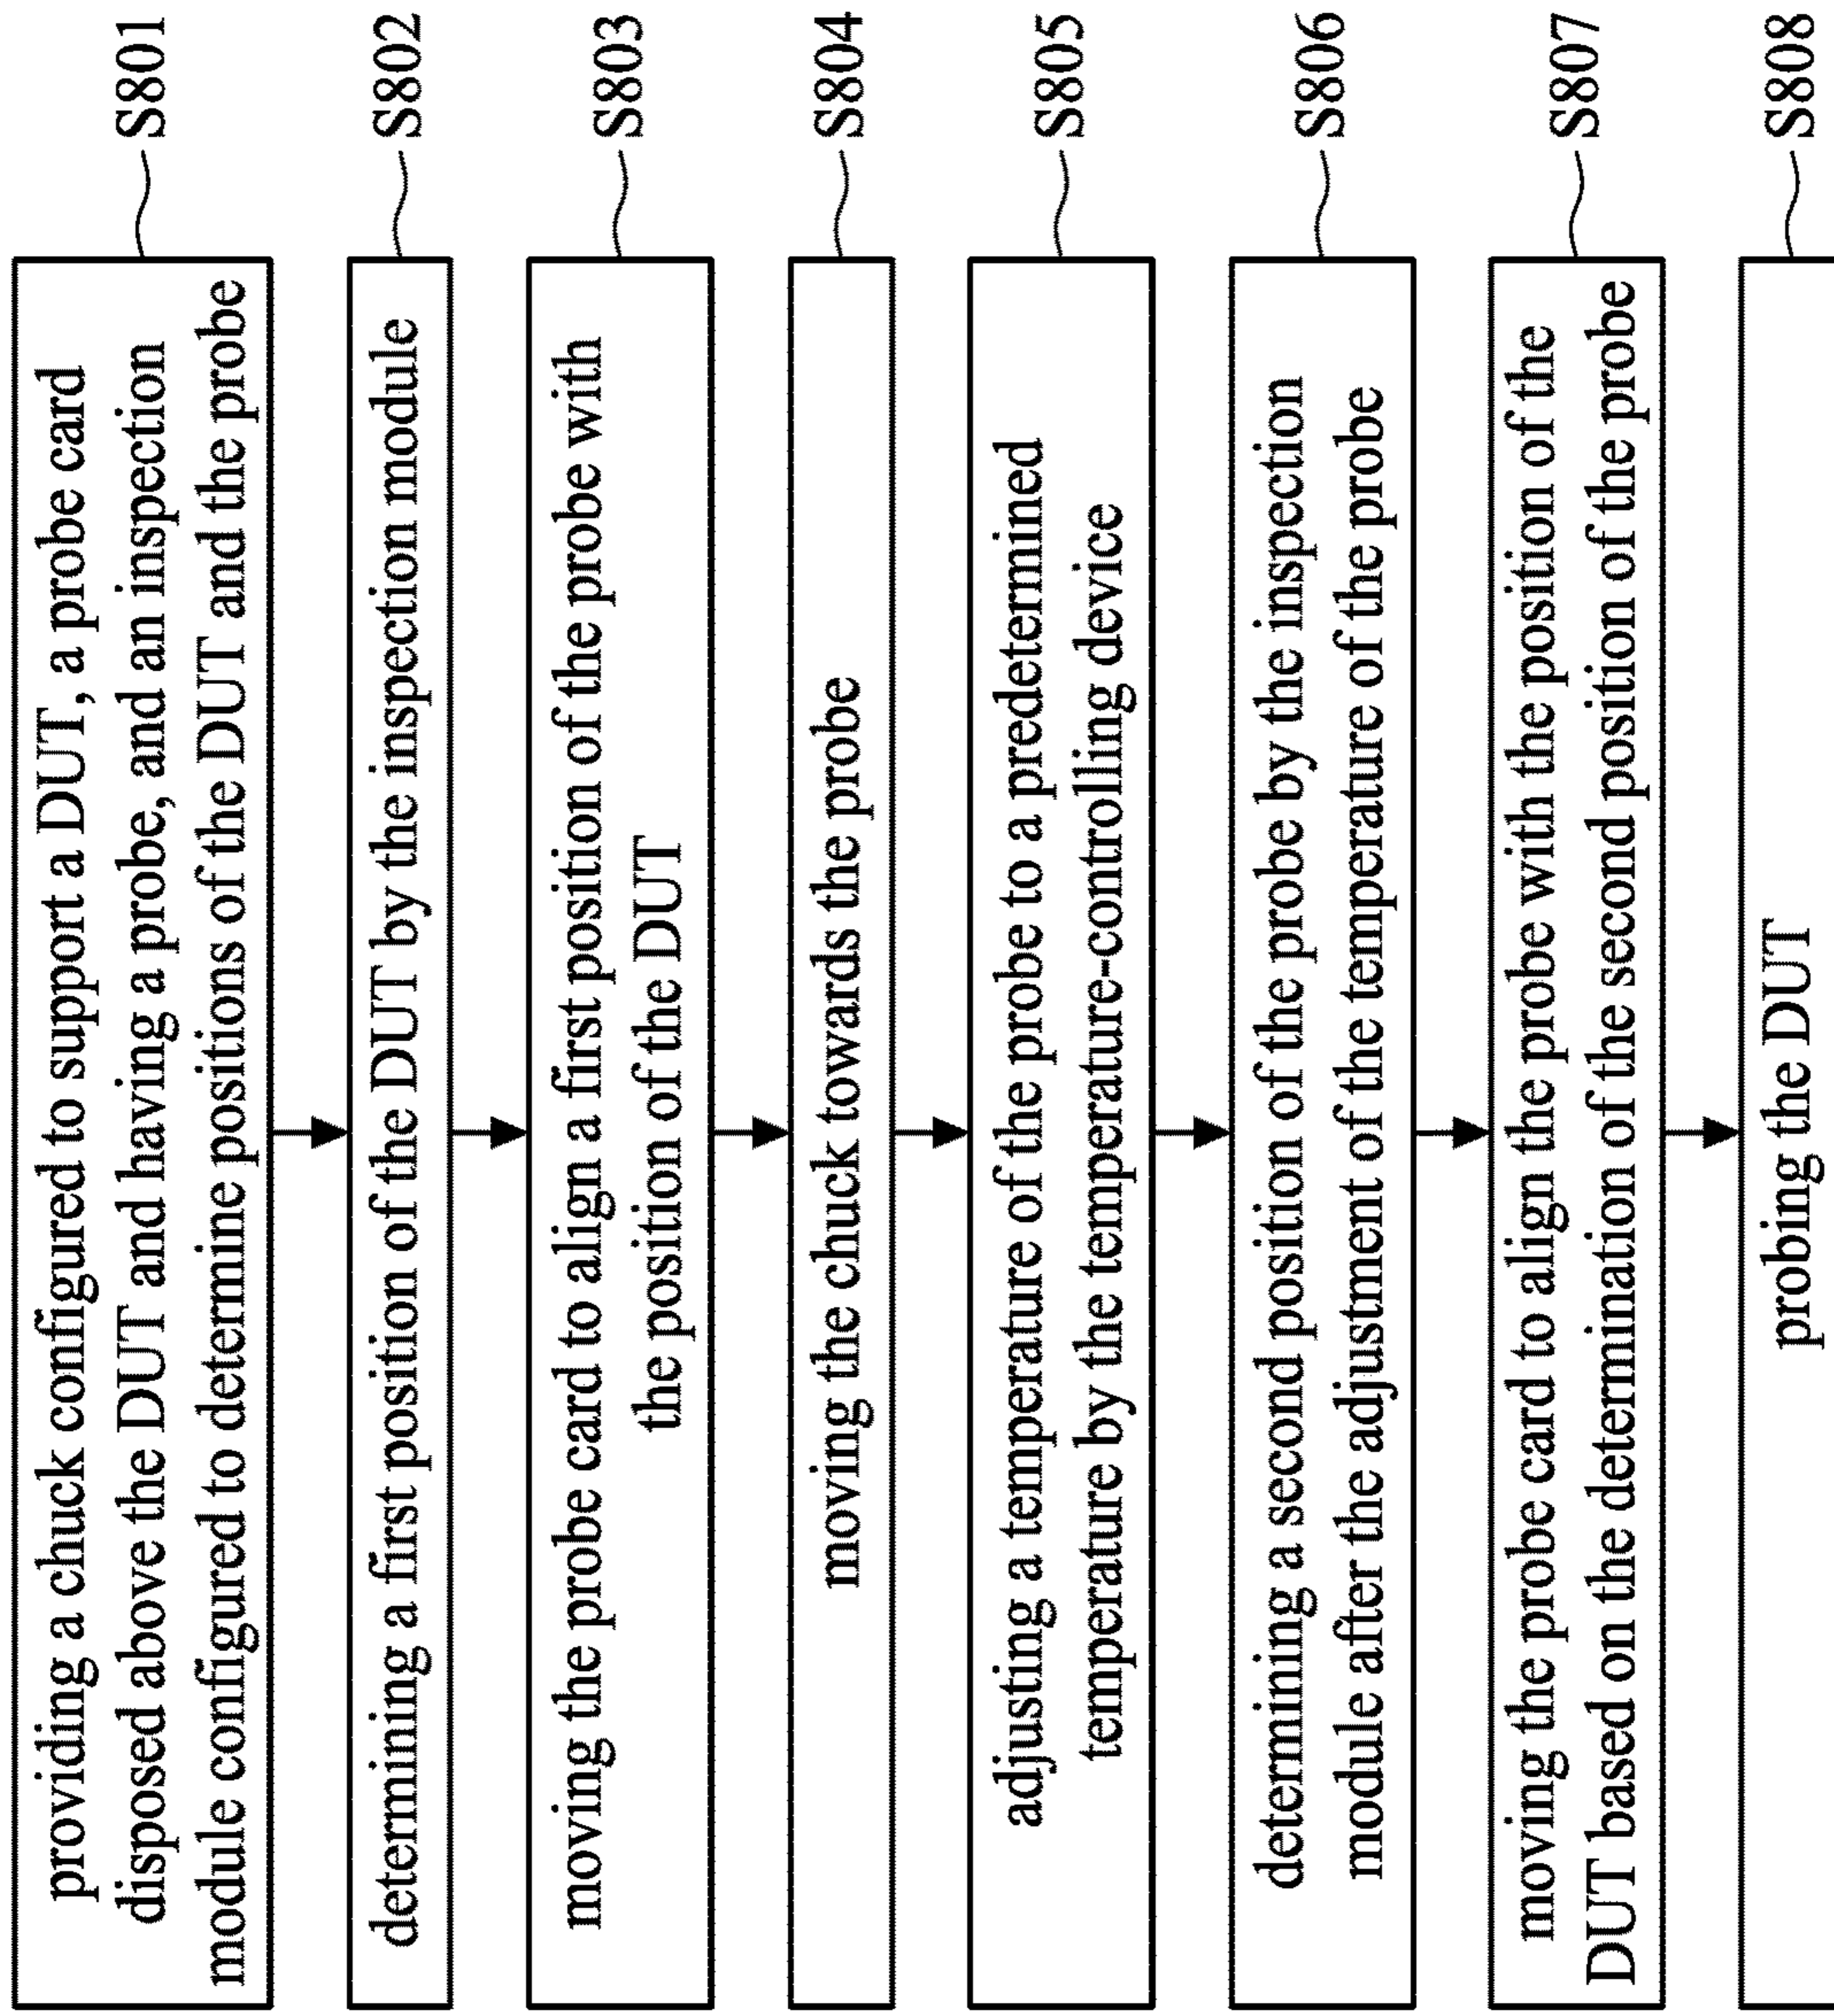 providing a chuck configured to support a DUT, a probe card
disposed above the DUT and having a probe, and an inspection
module configured to determine positions of the DUT and the probe
S801
determining a first position of the DUT by the inspection module
S802
moving the probe card to align a first position of the probe with
the position of the DUT
S803
moving the chuck towards the probe
S804
adjusting a temperature of the probe to a predetermined
temperature by the temperature-controlling device
S805
determining a second position of the probe by the inspection
module after the adjustment of the temperature of the probe
S806
moving the probe card to align the probe with the position of the
DUT based on the determination of the second position of the probe
S807
probing the DUT
S808